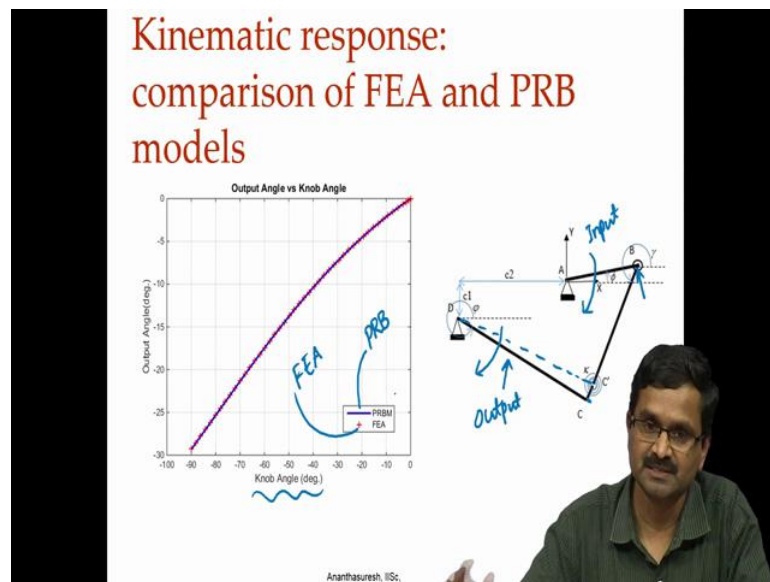 Kinematic response:
comparison of FEA and PRB
models
Output Angle vs Knob Angle
Output Angle(deg.)
0
-5
-10
-15
-20
-25
-30
-100 -90 -80 -70 -60 -50 -40 -30 -20 -10 0
Knob Angle (deg.)
PRBM
FEA
FEA
PRB
Input
Y
B
γ
A
ϕ
X
c2
c1
D
φ
κ
C'
C
Output
Ananthasuresh, IISc,